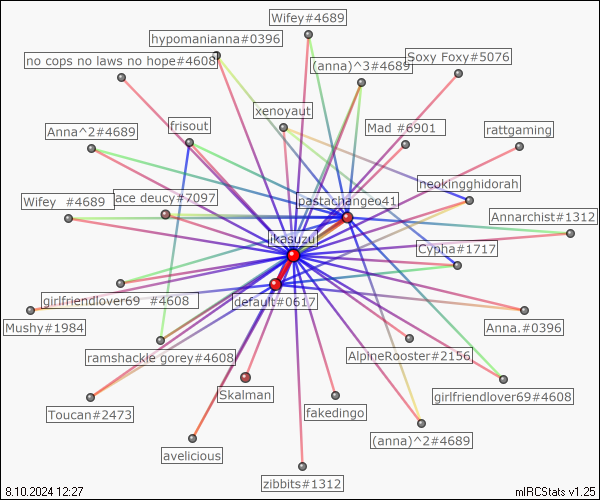 Wifey#4689
hypomanianna#0396
no cops no laws no hope#4608
(anna)^3#4689
Soxy Foxy#5076
xenoyaut
Anna^2#4689
frisout
Mad #6901
rattgaming
Wifey #4689
ace deucy#7097
pastachangeo41
neokingghidorah
Annarchist#1312
ikasuzu
Cypha#1717
girlfriendlover69 #4608
default#0617
Mushy#1984
Anna.#0396
ramshackle gorey#4608
AlpineRooster#2156
Skalman
girlfriendlover69#4608
Toucan#2473
fakedingo
(anna)^2#4689
avelicious
zibbits#1312
8.10.2024 12:27
mIRCStats v1.25